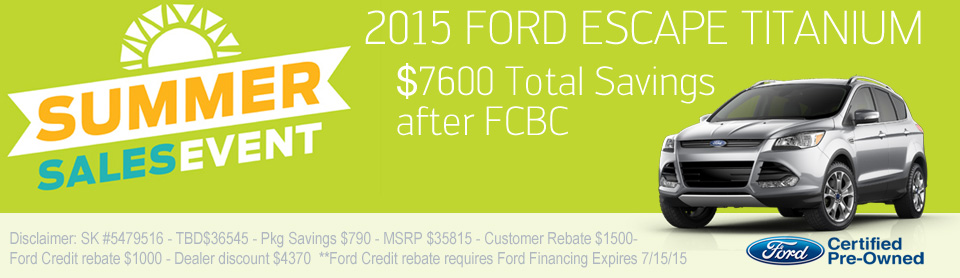 SUMMER
SALES EVENT
2015 FORD ESCAPE TITANIUM
$7600 Total Savings
after FCBC
Disclaimer: SK #5479516 - TBD$36545 - Pkg Savings $790 - MSRP $35815 - Customer Rebate $1500-
Ford Credit rebate $1000 - Dealer discount $4370 **Ford Credit rebate requires Ford Financing Expires 7/15/15
Ford
Certified
Pre-Owned